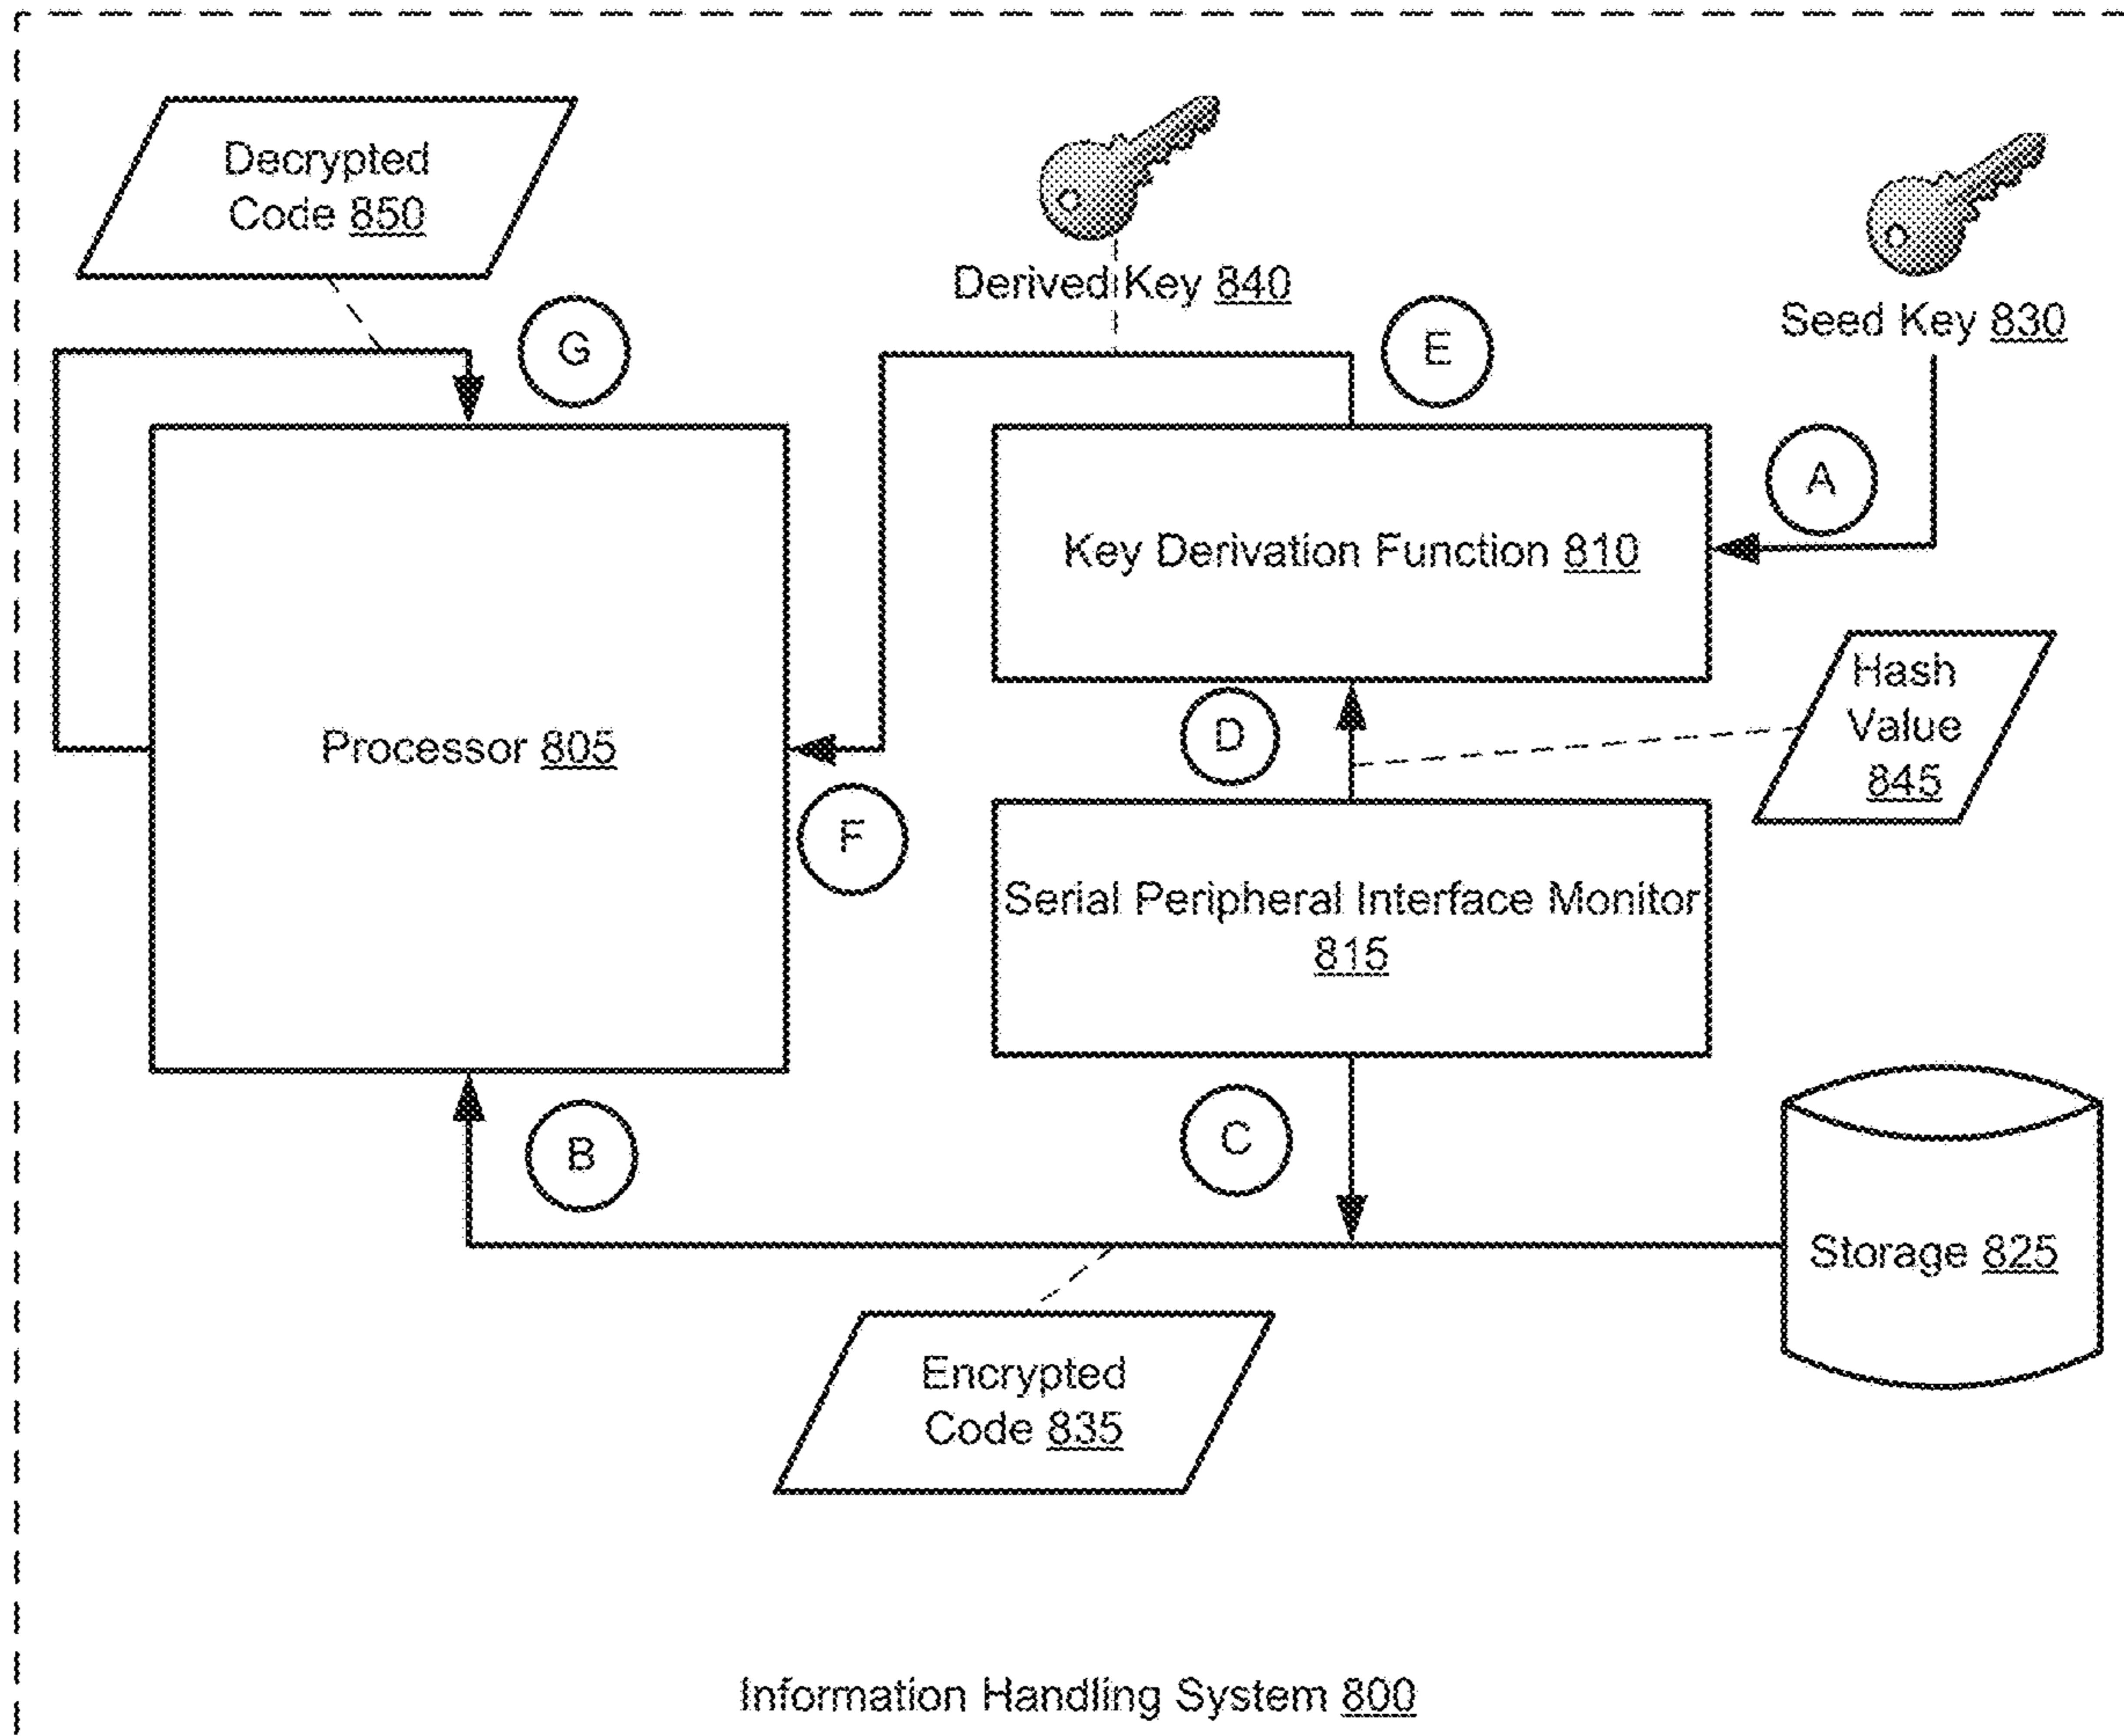 Decrypted
Code 850
Derived Key 840
Seed Key 830
G
E
A
Key Derivation Function 810
Hash
Value
845
D
Processor 805
F
Serial Peripheral Interface Monitor
815
C
B
Storage 825
Encrypted
Code 835
Information Handling System 800